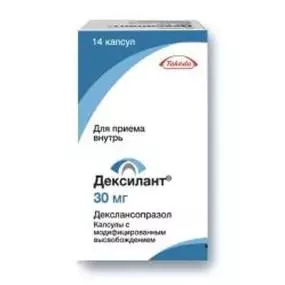 14 капсул
Takeda
Для приема
внутрь
Дексилант®
30 мг
Декслансопразол
Капсулы с
модифицированным
высвобождением